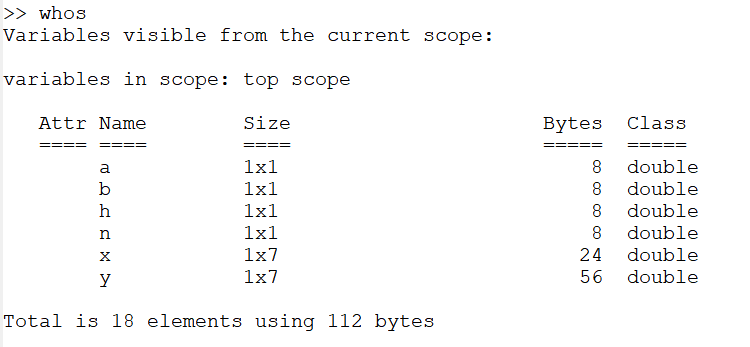 >> whos
Variables visible from the current scope:
variables in scope: top scope
Attr Name Size Bytes Class
==== ==== ==== ===== =====
a 1x1 8 double
b 1x1 8 double
h 1x1 8 double
n 1x1 8 double
x 1x7 24 double
y 1x7 56 double
Total is 18 elements using 112 bytes